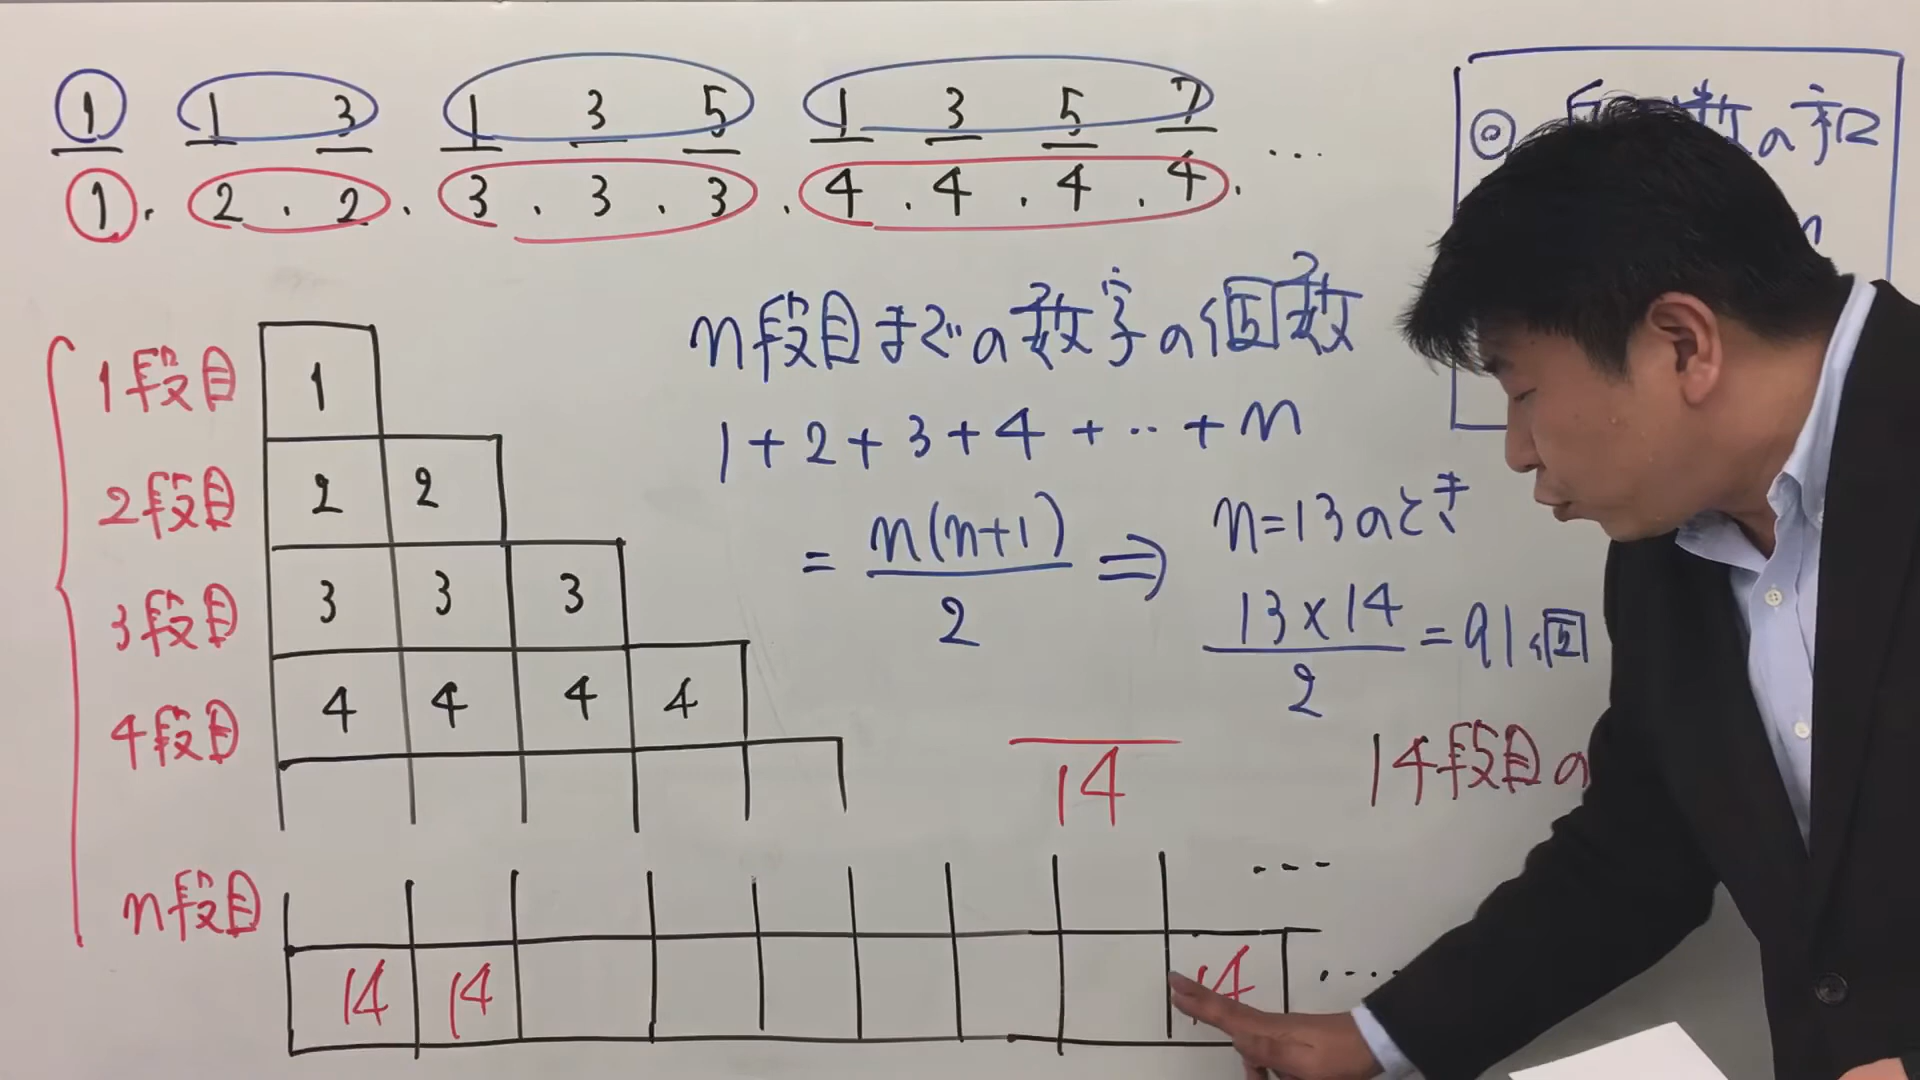 1 1 3 1 3 5 1 3 5 7
1. 2.2. 3.3.3. 4.4.4.4. …
◎ 数の和
n段目までの数字の個数
1+2+3+4+‥+n
= n(n+1)/2 ⇒ n=13のとき
13×14/2 = 91個
1段目 1
2段目 2 2
3段目 3 3 3
4段目 4 4 4 4
14
14段目の
n段目 …
14 14 14 ‥‥